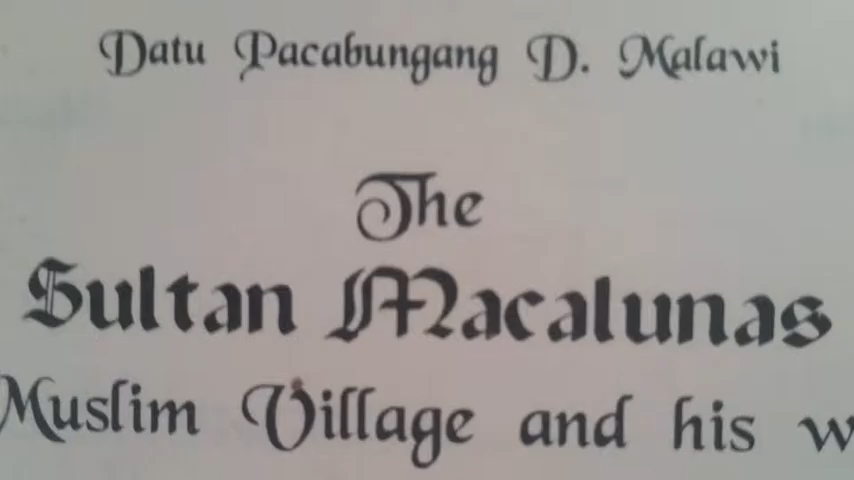 Datu Pacabungang D. Malawi
The
Sultan Macalunas
Muslim Village and his